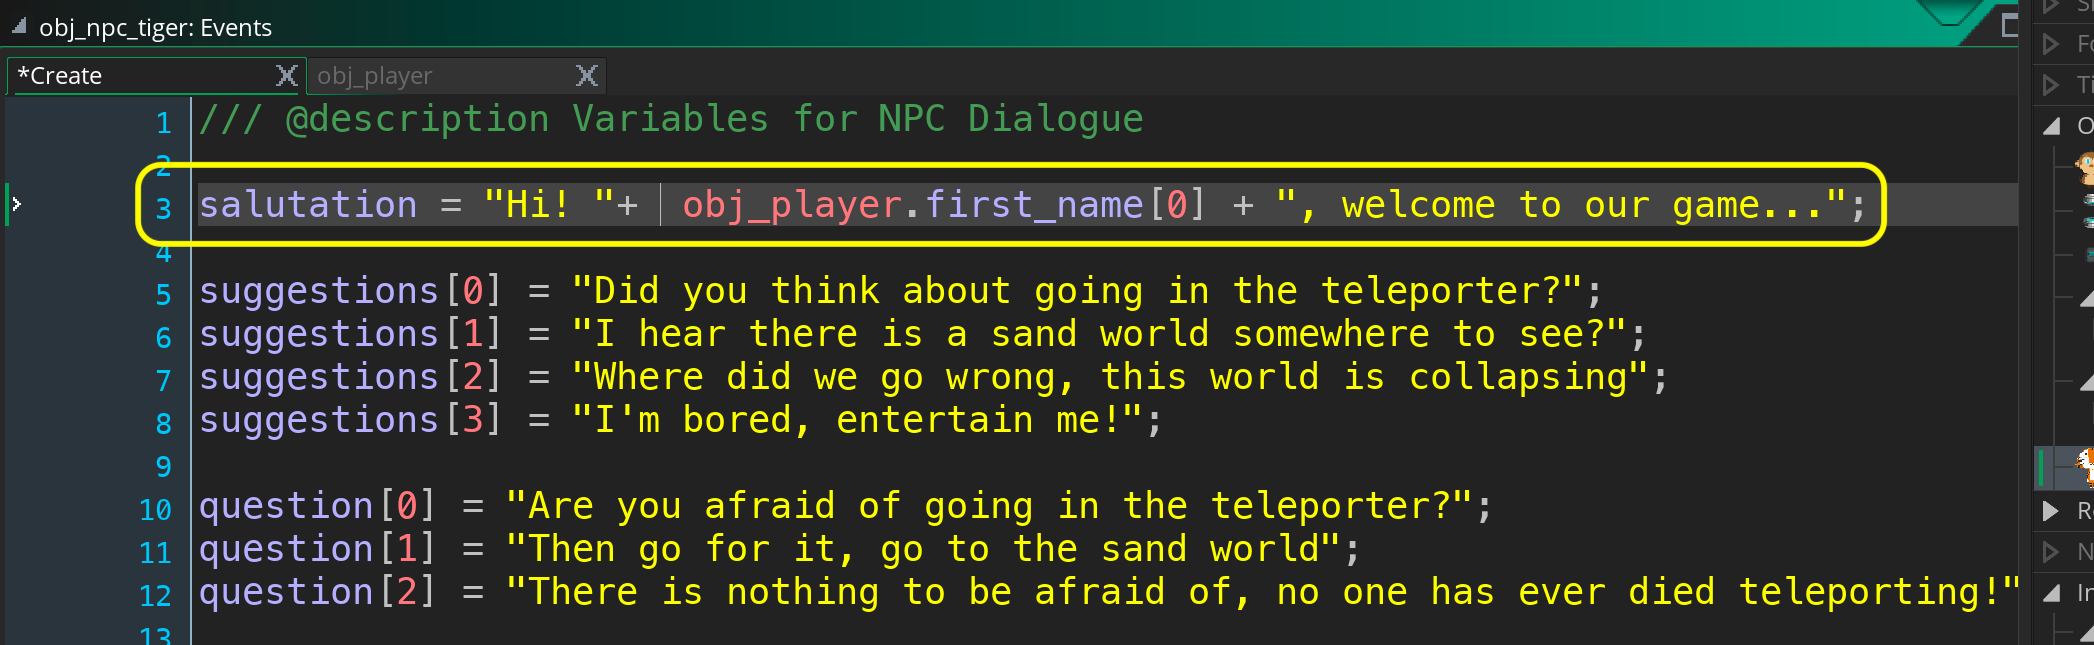 obj_npc_tiger: Events
*Create X obj_player X
1 /// @description Variables for NPC Dialogue
2
3 salutation = "Hi! "+ obj_player.first_name[0] + ", welcome to our game...";
4
5 suggestions[0] = "Did you think about going in the teleporter?";
6 suggestions[1] = "I hear there is a sand world somewhere to see?";
7 suggestions[2] = "Where did we go wrong, this world is collapsing";
8 suggestions[3] = "I'm bored, entertain me!";
9
10 question[0] = "Are you afraid of going in the teleporter?";
11 question[1] = "Then go for it, go to the sand world";
12 question[2] = "There is nothing to be afraid of, no one has ever died teleporting!"
13